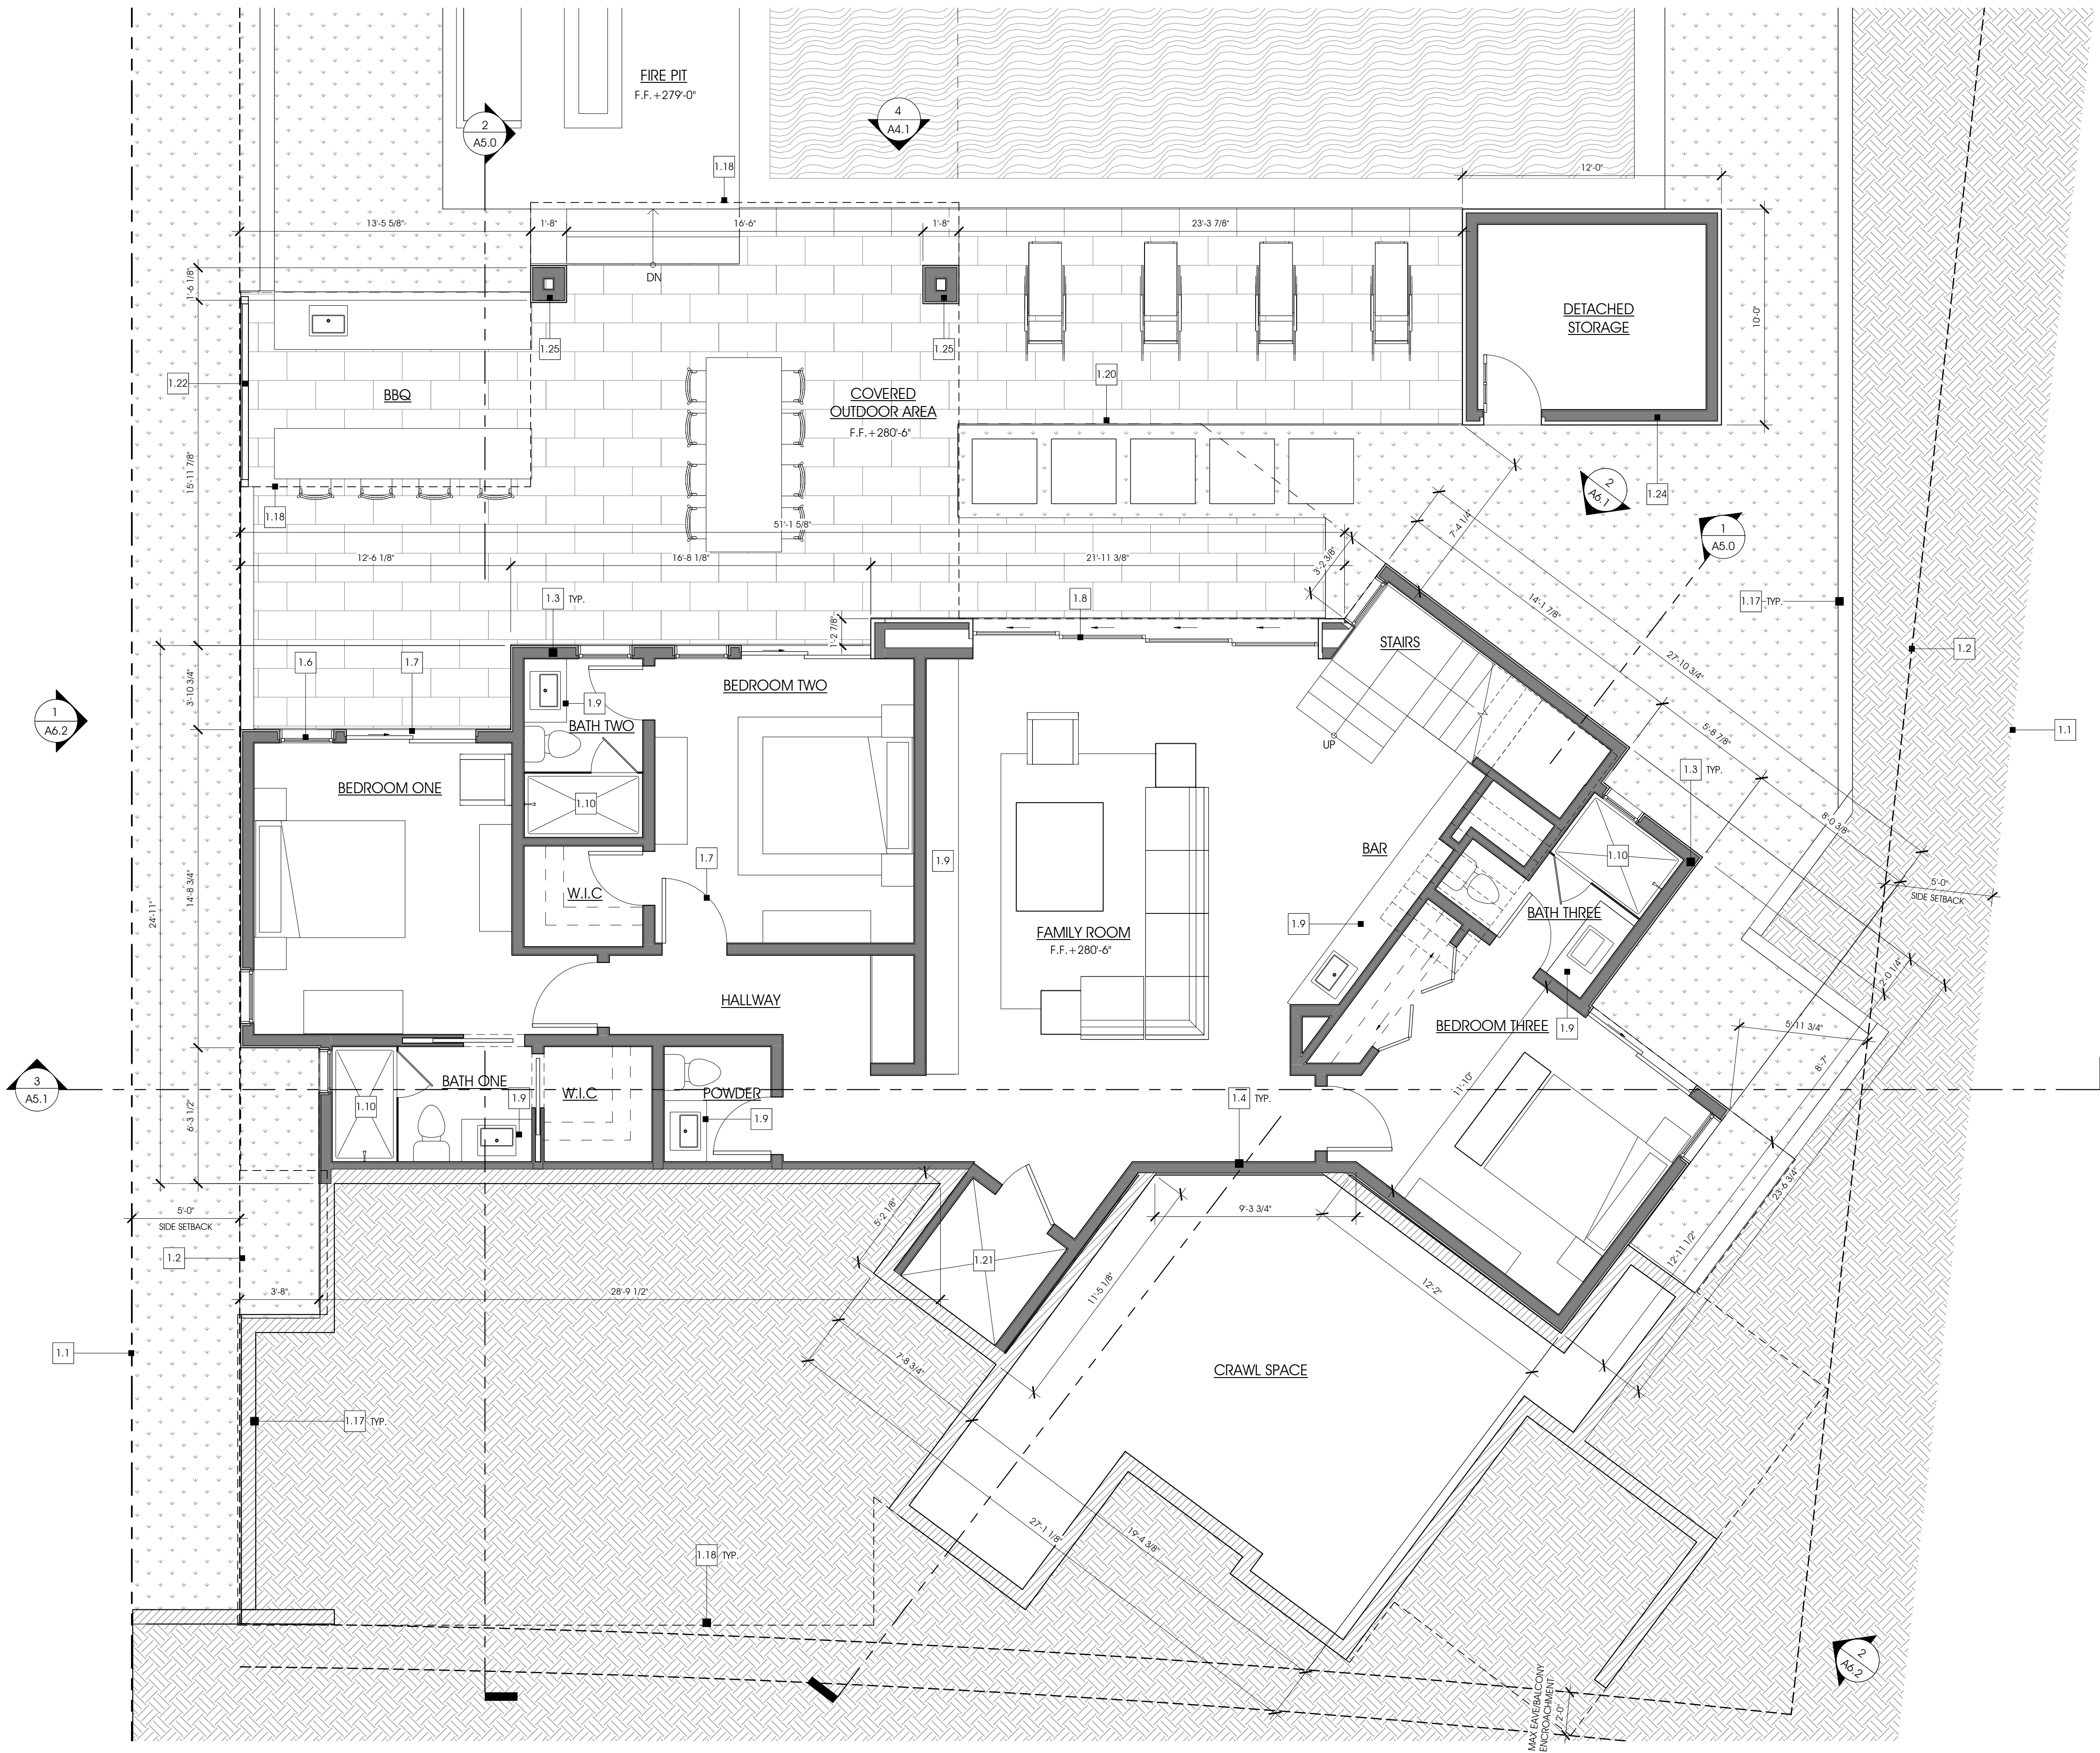 FIRE PIT
F.F.+279'-0"
2
A5.0
4
A4.1
1.18
12'-0"
13'-5 5/8"
1'-8"
16'-6"
1'-8"
23'-3 7/8"
DN
1'-6 1/8"
1.25
1.25
DETACHED
STORAGE
10'-0"
1.22
BBQ
COVERED
OUTDOOR AREA
F.F.+280'-6"
1.20
15'-11 7/8"
1.18
2
A6.1
1.24
51'-1 5/8"
7'-4 1/4"
1
A5.0
12'-6 1/8"
16'-8 1/8"
21'-11 3/8"
3'-2 3/8"
1.3 TYP.
1'-2 7/8"
1.8
14'-1 7/8"
1.17 TYP.
1.2
27'-10 3/4"
STAIRS
1.6
1.7
3'-10 3/4"
BEDROOM TWO
1.9
BATH TWO
1
A6.2
UP
5'-8 7/8"
1.1
1.3 TYP.
BEDROOM ONE
1.10
8'-0 3/8"
BAR
1.10
1.7
1.9
14'-8 3/4"
24'-11"
W.I.C
5'-0"
SIDE SETBACK
BATH THREE
1.9
FAMILY ROOM
F.F.+280'-6"
HALLWAY
2'-0 1/4"
BEDROOM THREE
1.9
5'-11 3/4"
3
A5.1
BATH ONE
1.10
1.9
W.I.C
POWDER
1.9
1.4 TYP.
11'-10"
8'-7"
6'-3 1/2"
23'-6 3/4"
5'-0"
SIDE SETBACK
5'-2 1/8"
9'-3 3/4"
12'-11 1/2"
1.2
1.21
3'-8"
28'-9 1/2"
11'-5 1/8"
12'-2"
1.1
7'-8 3/4"
CRAWL SPACE
1.17 TYP.
27'-1 1/8"
19'-4 3/8"
1.18 TYP.
2
A6.2
MAX EAVE/BALCONY
ENCROACHMENT
2'-0"